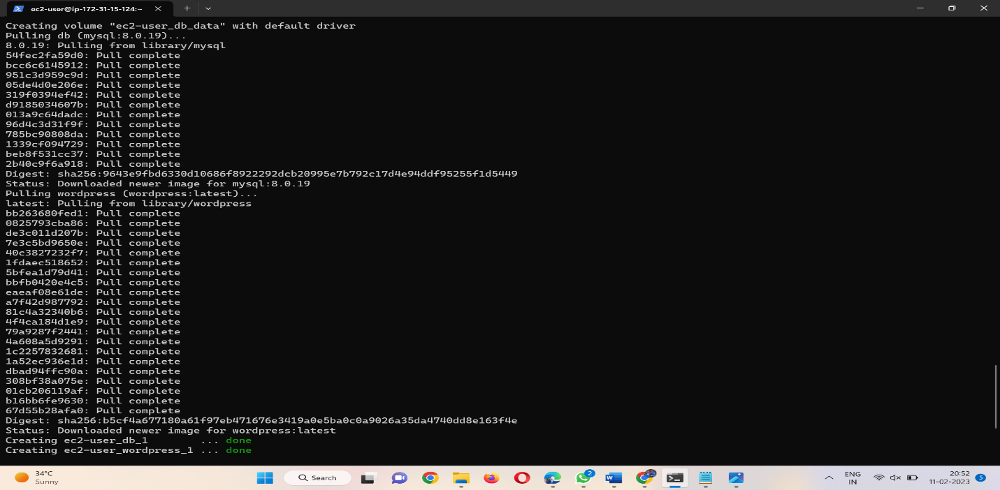 ec2-user@ip-172-31-15-124:~
Creating volume "ec2-user_db_data" with default driver
Pulling db (mysql:8.0.19)...
8.0.19: Pulling from library/mysql
54fec2fa59d0: Pull complete
bcc6c6145912: Pull complete
951c3d959c9d: Pull complete
05de4d0e206e: Pull complete
319f0394ef42: Pull complete
d9185034607b: Pull complete
013a9c64dadc: Pull complete
96d4c3d31f9f: Pull complete
785bc90808da: Pull complete
1339cf094729: Pull complete
beb8f531cc37: Pull complete
2b40c9f6a918: Pull complete
Digest: sha256:9643e9fbd6330d10686f8922292dcb20995e7b792c17d4e94ddf95255f1d5449
Status: Downloaded newer image for mysql:8.0.19
Pulling wordpress (wordpress:latest)...
latest: Pulling from library/wordpress
bb263680fed1: Pull complete
0825793cba86: Pull complete
de3c011d207b: Pull complete
7e3c5bd9650e: Pull complete
40c3827232f7: Pull complete
1fdaec518652: Pull complete
5bfea1d79d41: Pull complete
bbfb0420e4c5: Pull complete
eaeaf08e61de: Pull complete
a7f42d987792: Pull complete
81c4a32340b6: Pull complete
4f4ca184d1e9: Pull complete
79a9287f2441: Pull complete
4a608a5d9291: Pull complete
1c2257832681: Pull complete
1a52ec936e1d: Pull complete
dbad94ffc90a: Pull complete
308bf38a075e: Pull complete
01cb206119af: Pull complete
b16bb6fe9630: Pull complete
67d55b28afa0: Pull complete
Digest: sha256:b5cf4a677180a61f97eb471676e3419a0e5ba0c0a9026a35da4740dd8e163f4e
Status: Downloaded newer image for wordpress:latest
Creating ec2-user_db_1 ... done
Creating ec2-user_wordpress_1 ... done
34°C
Sunny
Search
2
ENG
IN
20:52
11-02-2023
5